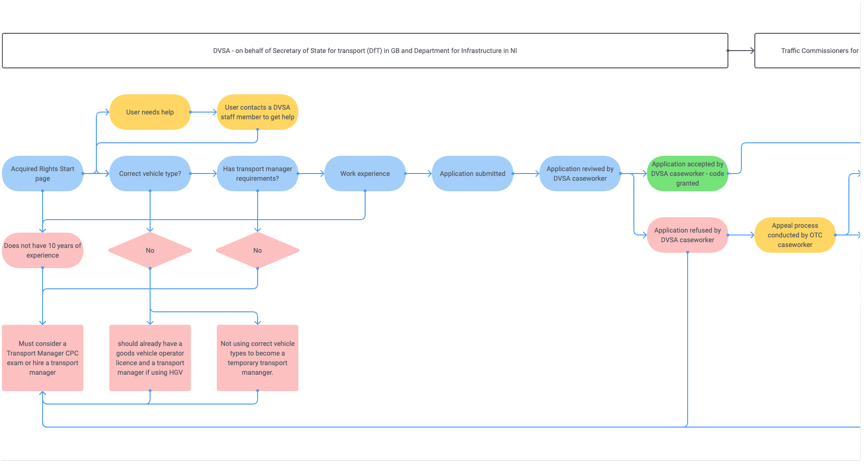 DVSA - on behalf of Secretary of State for transport (DfT) in GB and Department for Infrastructure in NI
Traffic Commissioners for
User needs help
User contacts a DVSA
staff member to get help
Acquired Rights Start
page
Correct vehicle type?
Has transport manager
requirements?
Work experience
Application submitted
Application reviwed by
DVSA caseworker
Application accepted by
DVSA caseworker - code
granted
Does not have 10 years of
experience
No
No
Application refused by
DVSA caseworker
Appeal process
conducted by OTC
caseworker
Must consider a
Transport Manager CPC
exam or hire a transport
manager
should already have a
goods vehicle operator
licence and a transport
manager if using HGV
Not using correct vehicle
types to become a
temporary transport
mananger.